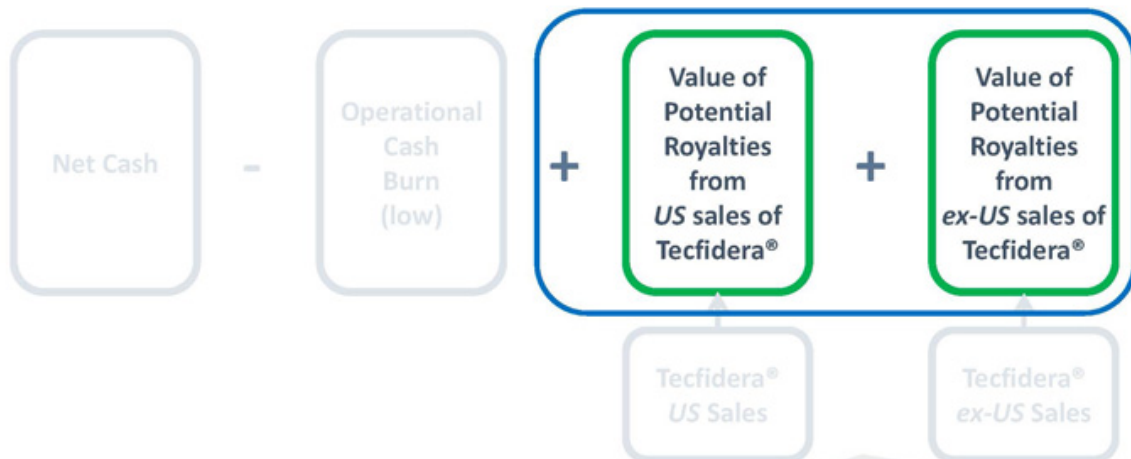 Net Cash
-
Operational
Cash
Burn
(low)
+
Value of
Potential
Royalties
from
US sales of
Tecfidera®
+
Value of
Potential
Royalties
from
ex-US sales of
Tecfidera®
Tecfidera®
US Sales
Tecfidera®
ex-US Sales